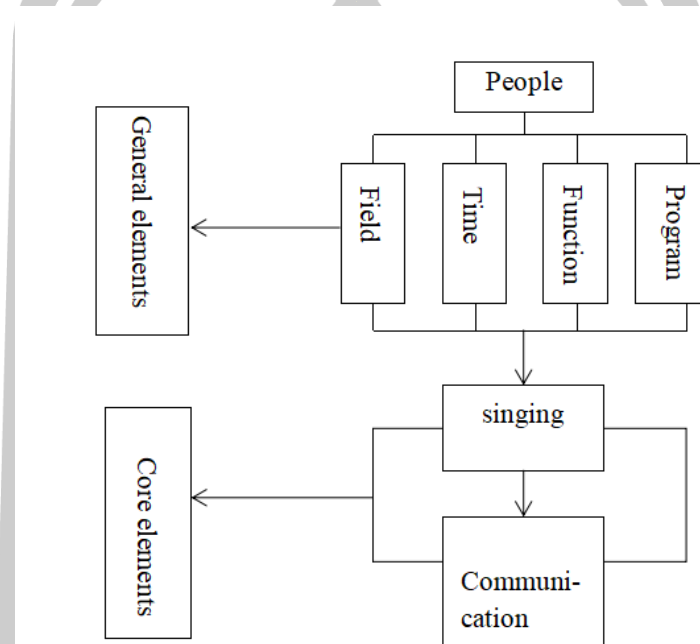 People
General elements
Field
Time
Function
Program
singing
Core elements
Communi-
cation